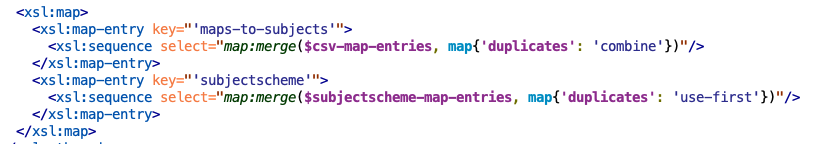 <xsl:map>
<xsl:map-entry key="'maps-to-subjects'">
<xsl:sequence select="map:merge($csv-map-entries, map{'duplicates': 'combine'})"/>
</xsl:map-entry>
<xsl:map-entry key="'subjectscheme'">
<xsl:sequence select="map:merge($subjectscheme-map-entries, map{'duplicates': 'use-first'})"/>
</xsl:map-entry>
</xsl:map>